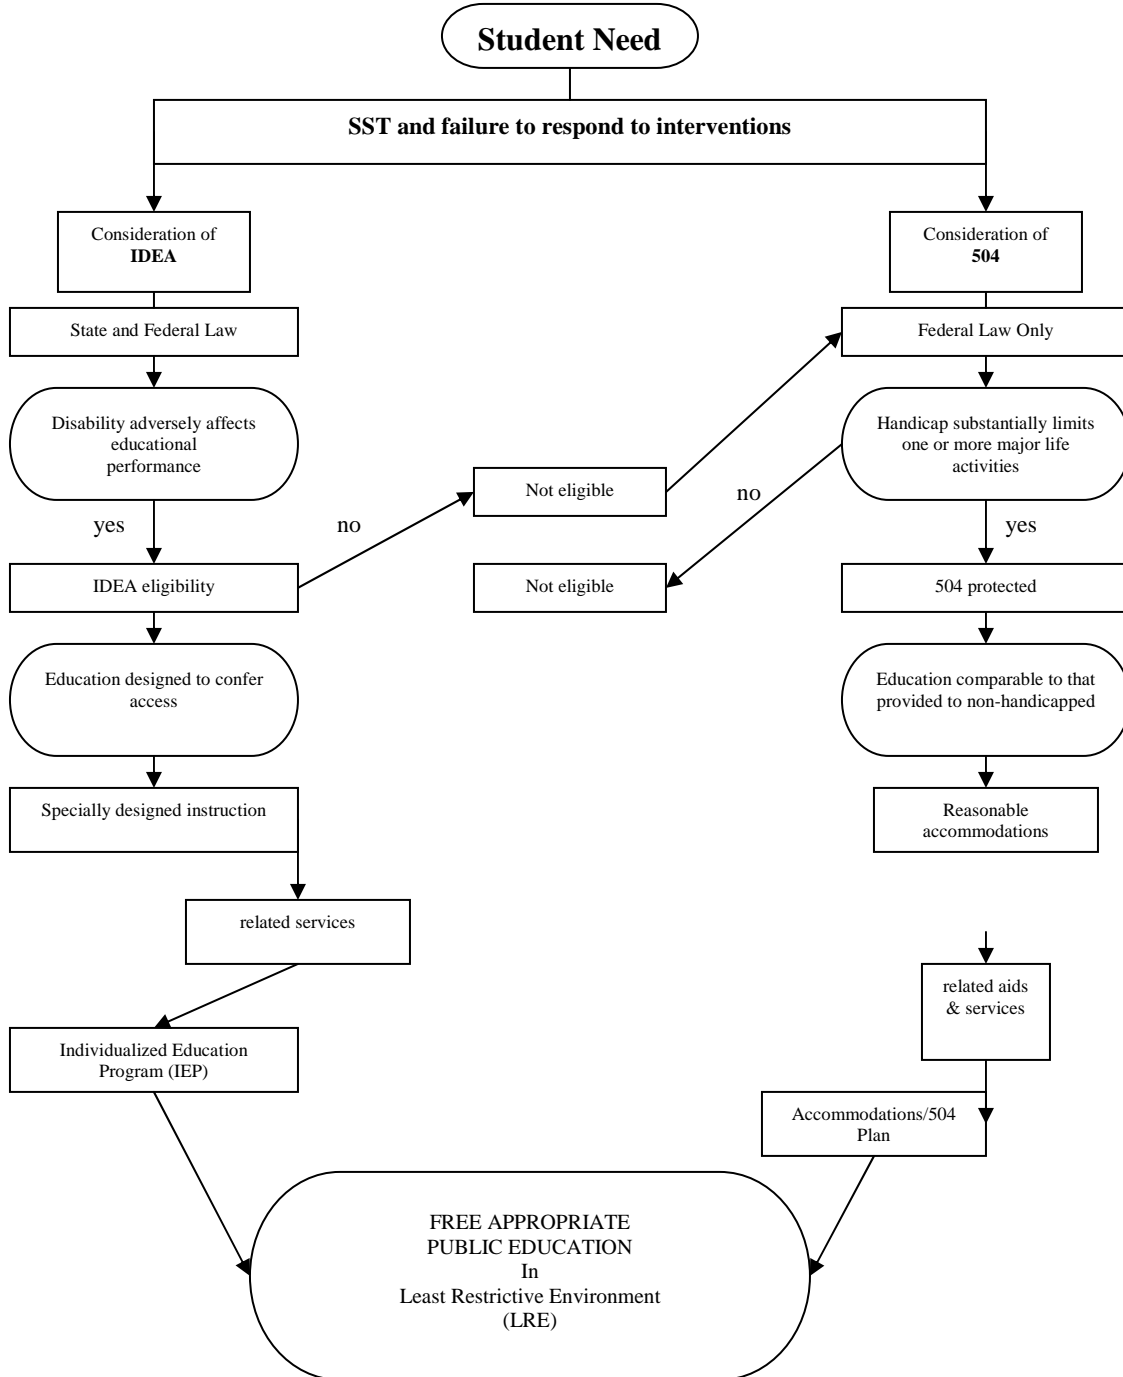 Student Need
SST and failure to respond to interventions
Consideration of
IDEA
Consideration of
504
State and Federal Law
Federal Law Only
Disability adversely affects
educational
performance
Handicap substantially limits
one or more major life
activities
Not eligible
no
yes
no
yes
IDEA eligibility
Not eligible
504 protected
Education designed to confer
access
Education comparable to that
provided to non-handicapped
Specially designed instruction
Reasonable
accommodations
related services
related aids
& services
Individualized Education
Program (IEP)
Accommodations/504
Plan
FREE APPROPRIATE
PUBLIC EDUCATION
In
Least Restrictive Environment
(LRE)